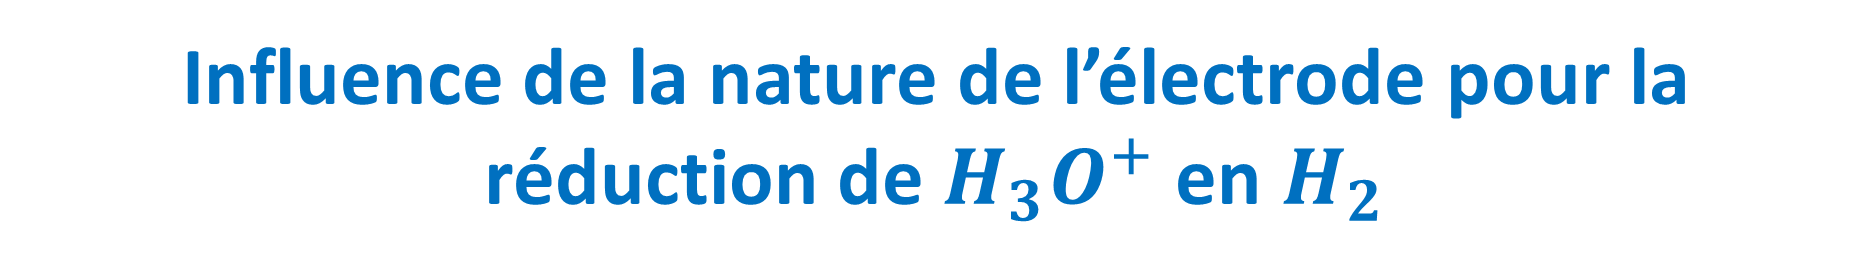 Influence de la nature de l’électrode pour la
réduction de H₃O⁺ en H₂